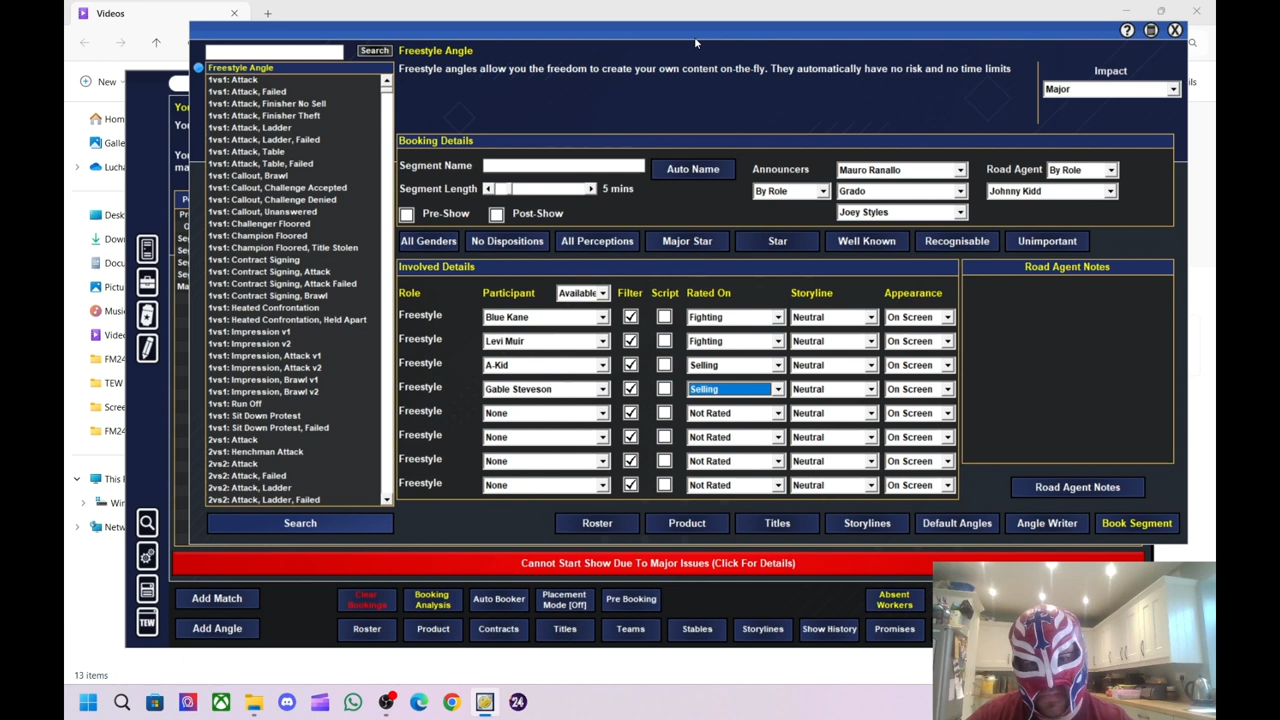 Videos
Search
Freestyle Angle
Freestyle angles allow you the freedom to create your own content on-the-fly. They automatically have no risk and no time limits
Impact
Major
New
Freestyle Angle
1vs1: Attack
1vs1: Attack, Failed
1vs1: Attack, Finisher No Sell
1vs1: Attack, Finisher Theft
1vs1: Attack, Ladder
1vs1: Attack, Ladder, Failed
1vs1: Attack, Table
1vs1: Attack, Table, Failed
1vs1: Callout, Brawl
1vs1: Callout, Challenge Accepted
1vs1: Callout, Challenge Denied
1vs1: Callout, Unanswered
1vs1: Challenger Floored
1vs1: Champion Floored
1vs1: Champion Floored, Title Stolen
1vs1: Contract Signing
1vs1: Contract Signing, Attack
1vs1: Contract Signing, Attack Failed
1vs1: Contract Signing, Brawl
1vs1: Heated Confrontation
1vs1: Heated Confrontation, Held Apart
1vs1: Impression v1
1vs1: Impression v2
1vs1: Impression, Attack v1
1vs1: Impression, Attack v2
1vs1: Impression, Brawl v1
1vs1: Impression, Brawl v2
1vs1: Run Off
1vs1: Sit Down Protest
1vs1: Sit Down Protest, Failed
2vs1: Attack
2vs1: Henchman Attack
2vs2: Attack
2vs2: Attack, Failed
2vs2: Attack, Ladder
2vs2: Attack, Ladder, Failed
Search
Booking Details
Segment Name Auto Name Announcers Mauro Ranallo Road Agent By Role
Segment Length 5 mins By Role Grado Johnny Kidd
Pre-Show Post-Show Joey Styles
All Genders No Dispositions All Perceptions Major Star Star Well Known Recognisable Unimportant
Involved Details Road Agent Notes
Role Participant Available Filter Script Rated On Storyline Appearance
Freestyle Blue Kane Fighting Neutral On Screen
Freestyle Levi Muir Fighting Neutral On Screen
Freestyle A-Kid Selling Neutral On Screen
Freestyle Gable Steveson Selling Neutral On Screen
Freestyle None Not Rated Neutral On Screen
Freestyle None Not Rated Neutral On Screen
Freestyle None Not Rated Neutral On Screen
Freestyle None Not Rated Neutral On Screen
Road Agent Notes
Roster Product Titles Storylines Default Angles Angle Writer Book Segment
Cannot Start Show Due To Major Issues (Click For Details)
Add Match Clear Bookings Booking Analysis Auto Booker Placement Mode [Off] Pre Booking Absent Workers
Add Angle Roster Product Contracts Titles Teams Stables Storylines Show History Promises
TEW
FM24
TEW
FM24
13 items
24